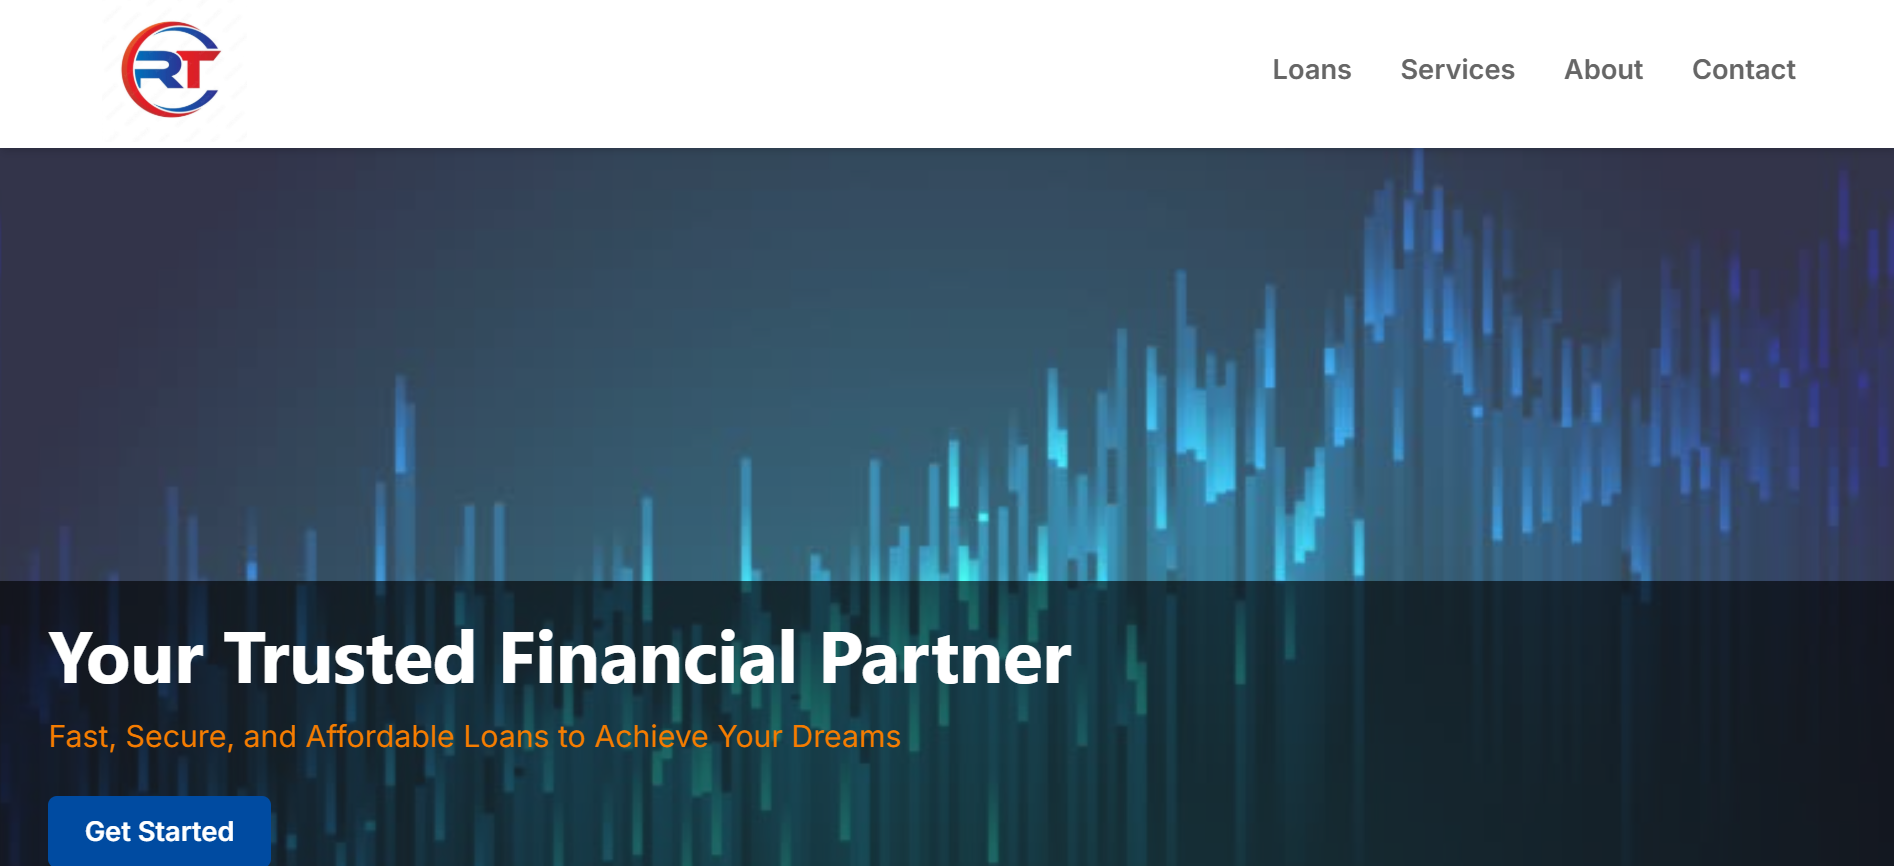 RT
Loans Services About Contact
Your Trusted Financial Partner
Fast, Secure, and Affordable Loans to Achieve Your Dreams
Get Started